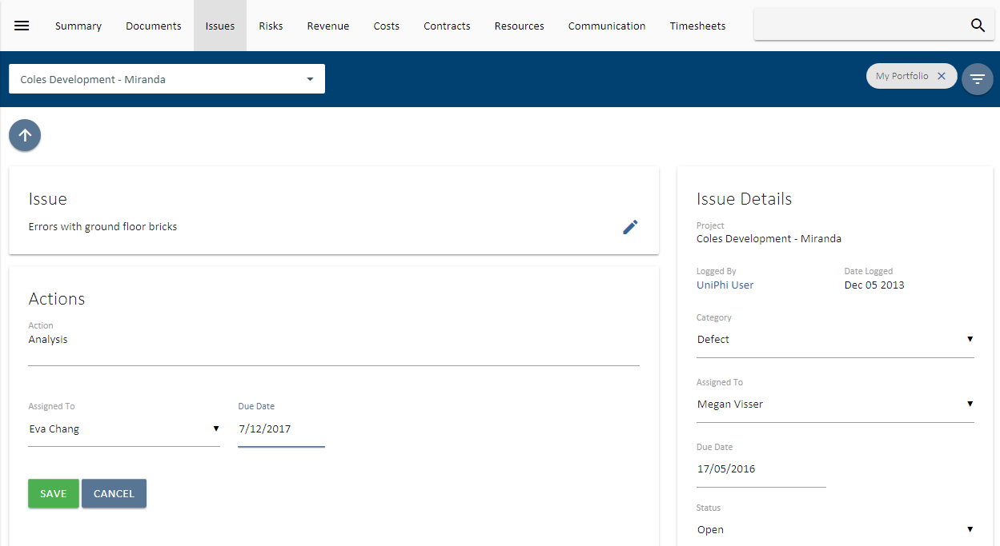 Summary Documents Issues Risks Revenue Costs Contracts Resources Communication Timesheets
Coles Development - Miranda
My Portfolio
Issue
Errors with ground floor bricks
Actions
Action
Analysis
Assigned To Due Date
Eva Chang 7/12/2017
SAVE CANCEL
Issue Details
Project
Coles Development - Miranda
Logged By Date Logged
UniPhi User Dec 05 2013
Category
Defect
Assigned To
Megan Visser
Due Date
17/05/2016
Status
Open